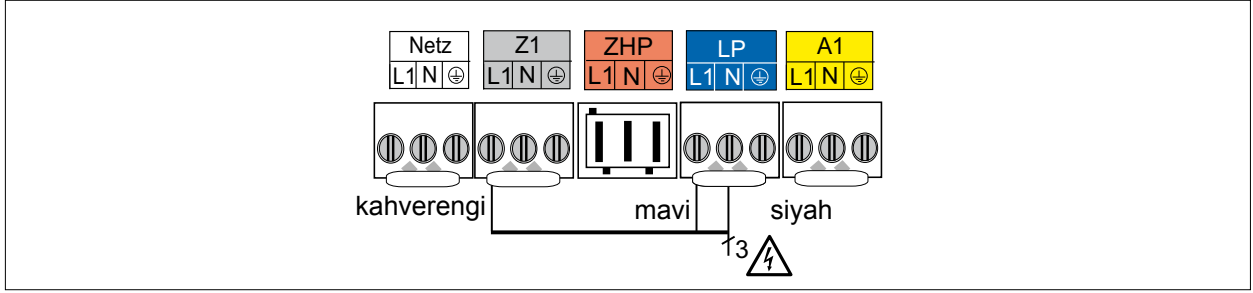 Netz Z1 ZHP LP A1
L1 N ⏚ L1 N ⏚ L1 N ⏚ L1 N ⏚ L1 N ⏚
kahverengi mavi siyah
3